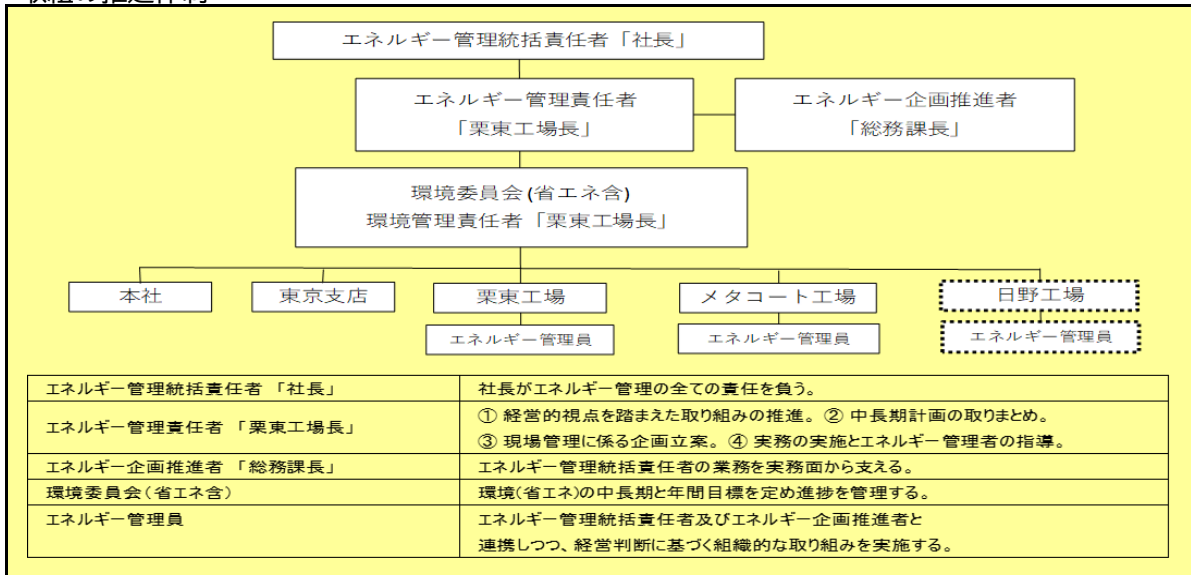 取組の推進体制
エネルギー管理統括責任者「社長」
エネルギー管理責任者
「栗東工場長」
エネルギー企画推進者
「総務課長」
環境委員会(省エネ含)
環境管理責任者「栗東工場長」
本社
東京支店
栗東工場
メタコート工場
日野工場
エネルギー管理員
エネルギー管理員
エネルギー管理員
エネルギー管理統括責任者 「社長」
社長がエネルギー管理の全ての責任を負う。
エネルギー管理責任者 「栗東工場長」
① 経営的視点を踏まえた取り組みの推進。 ② 中長期計画の取りまとめ。
③ 現場管理に係る企画立案。 ④ 実務の実施とエネルギー管理者の指導。
エネルギー企画推進者 「総務課長」
エネルギー管理統括責任者の業務を実務面から支える。
環境委員会(省エネ含)
環境(省エネ)の中長期と年間目標を定め進捗を管理する。
エネルギー管理員
エネルギー管理統括責任者及びエネルギー企画推進者と
連携しつつ、経営判断に基づく組織的な取り組みを実施する。